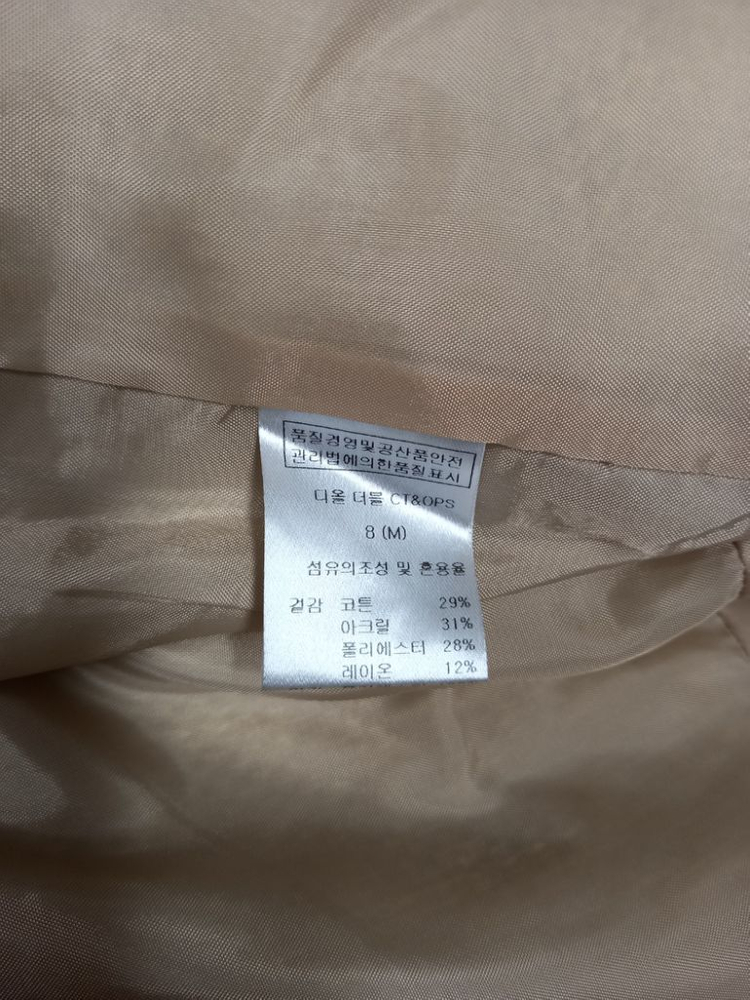 품질경영및공산품안전
관리법에의한품질표시
디올 더블 CT&OPS
8 (M)
섬유의조성 및 혼용율
겉감 코튼 29%
아크릴 31%
폴리에스터 28%
레이온 12%